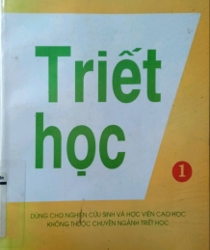 Triết
học
1
DÙNG CHO NGHIÊN CỨU SINH VÀ HỌC VIÊN CAO HỌC
KHÔNG THUỘC CHUYÊN NGÀNH TRIẾT HỌC